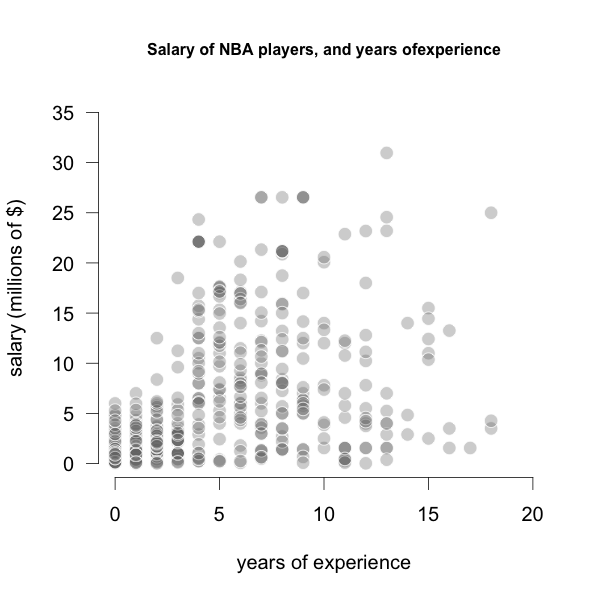 Salary of NBA players, and years ofexperience
35
30
25
20
15
10
5
0
salary (millions of $)
0 5 10 15 20
years of experience